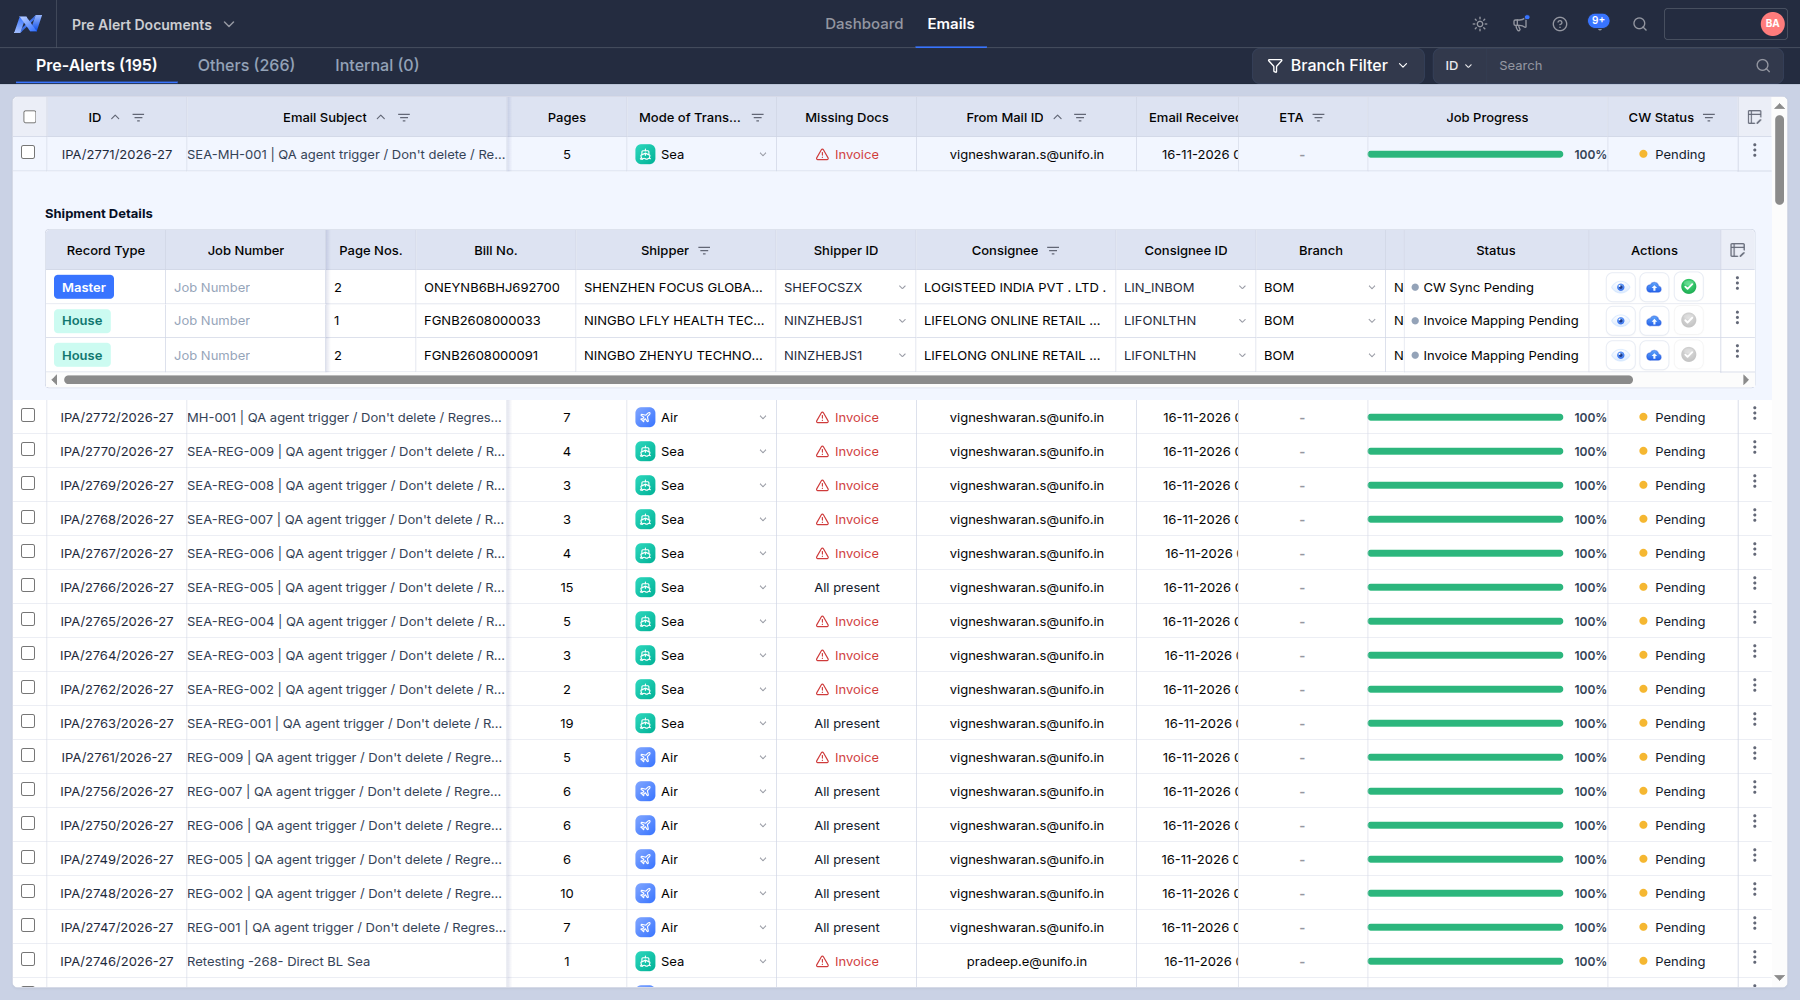 Pre Alert Documents Dashboard Emails 9+ BA
Pre-Alerts (195) Others (266) Internal (0) Branch Filter ID Search
ID Email Subject Pages Mode of Trans... Missing Docs From Mail ID Email Received ETA Job Progress CW Status
IPA/2771/2026-27 SEA-MH-001 | QA agent trigger / Don't delete / Re... 5 Sea Invoice vigneshwaran.s@unifo.in 16-11-2026 - 100% Pending
Shipment Details
Record Type Job Number Page Nos. Bill No. Shipper Shipper ID Consignee Consignee ID Branch Status Actions
Master Job Number 2 ONEYNB6BHJ692700 SHENZHEN FOCUS GLOBA... SHEFOCSZX LOGISTEED INDIA PVT . LTD . LIN_INBOM BOM N CW Sync Pending
House Job Number 1 FGNB2608000033 NINGBO LFLY HEALTH TEC... NINZHEBJS1 LIFELONG ONLINE RETAIL ... LIFONLTHN BOM N Invoice Mapping Pending
House Job Number 2 FGNB2608000091 NINGBO ZHENYU TECHNO... NINZHEBJS1 LIFELONG ONLINE RETAIL ... LIFONLTHN BOM N Invoice Mapping Pending
IPA/2772/2026-27 MH-001 | QA agent trigger / Don't delete / Regres... 7 Air Invoice vigneshwaran.s@unifo.in 16-11-2026 - 100% Pending
IPA/2770/2026-27 SEA-REG-009 | QA agent trigger / Don't delete / R... 4 Sea Invoice vigneshwaran.s@unifo.in 16-11-2026 - 100% Pending
IPA/2769/2026-27 SEA-REG-008 | QA agent trigger / Don't delete / R... 3 Sea Invoice vigneshwaran.s@unifo.in 16-11-2026 - 100% Pending
IPA/2768/2026-27 SEA-REG-007 | QA agent trigger / Don't delete / R... 3 Sea Invoice vigneshwaran.s@unifo.in 16-11-2026 - 100% Pending
IPA/2767/2026-27 SEA-REG-006 | QA agent trigger / Don't delete / R... 4 Sea Invoice vigneshwaran.s@unifo.in 16-11-2026 - 100% Pending
IPA/2766/2026-27 SEA-REG-005 | QA agent trigger / Don't delete / R... 15 Sea All present vigneshwaran.s@unifo.in 16-11-2026 - 100% Pending
IPA/2765/2026-27 SEA-REG-004 | QA agent trigger / Don't delete / R... 5 Sea Invoice vigneshwaran.s@unifo.in 16-11-2026 - 100% Pending
IPA/2764/2026-27 SEA-REG-003 | QA agent trigger / Don't delete / R... 3 Sea Invoice vigneshwaran.s@unifo.in 16-11-2026 - 100% Pending
IPA/2762/2026-27 SEA-REG-002 | QA agent trigger / Don't delete / R... 2 Sea Invoice vigneshwaran.s@unifo.in 16-11-2026 - 100% Pending
IPA/2763/2026-27 SEA-REG-001 | QA agent trigger / Don't delete / R... 19 Sea All present vigneshwaran.s@unifo.in 16-11-2026 - 100% Pending
IPA/2761/2026-27 REG-009 | QA agent trigger / Don't delete / Regre... 5 Air Invoice vigneshwaran.s@unifo.in 16-11-2026 - 100% Pending
IPA/2756/2026-27 REG-007 | QA agent trigger / Don't delete / Regre... 6 Air All present vigneshwaran.s@unifo.in 16-11-2026 - 100% Pending
IPA/2750/2026-27 REG-006 | QA agent trigger / Don't delete / Regre... 6 Air All present vigneshwaran.s@unifo.in 16-11-2026 - 100% Pending
IPA/2749/2026-27 REG-005 | QA agent trigger / Don't delete / Regre... 6 Air All present vigneshwaran.s@unifo.in 16-11-2026 - 100% Pending
IPA/2748/2026-27 REG-002 | QA agent trigger / Don't delete / Regre... 10 Air All present vigneshwaran.s@unifo.in 16-11-2026 - 100% Pending
IPA/2747/2026-27 REG-001 | QA agent trigger / Don't delete / Regres... 7 Air All present vigneshwaran.s@unifo.in 16-11-2026 - 100% Pending
IPA/2746/2026-27 Retesting -268- Direct BL Sea 1 Sea Invoice pradeep.e@unifo.in 16-11-2026 - 100% Pending